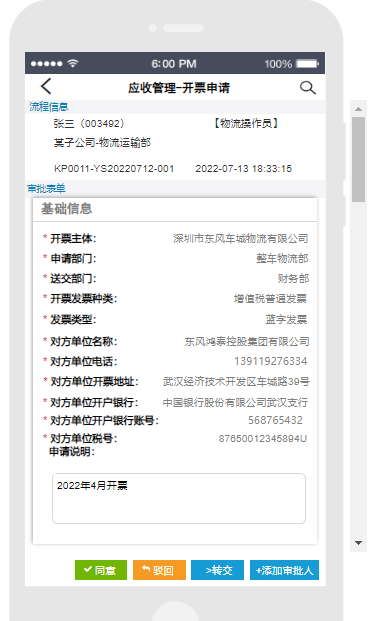 6:00 PM 100%
应收管理-开票申请
流程信息
张三（003492） 【物流操作员】
某子公司-物流运输部
KP0011-YS20220712-001 2022-07-13 18:33:15
审批表单
基础信息
* 开票主体: 深圳市东风车城物流有限公司
* 申请部门: 整车物流部
* 送交部门: 财务部
* 开票发票种类: 增值税普通发票
* 发票类型: 蓝字发票
* 对方单位名称: 东风鸿泰控股集团有限公司
* 对方单位电话: 139119276334
* 对方单位开票地址: 武汉经济技术开发区车城路39号
* 对方单位开户银行: 中国银行股份有限公司武汉支行
* 对方单位开户银行账号: 568765432
* 对方单位税号: 87650012345894U
申请说明:
2022年4月开票
同意 驳回 >转交 +添加审批人